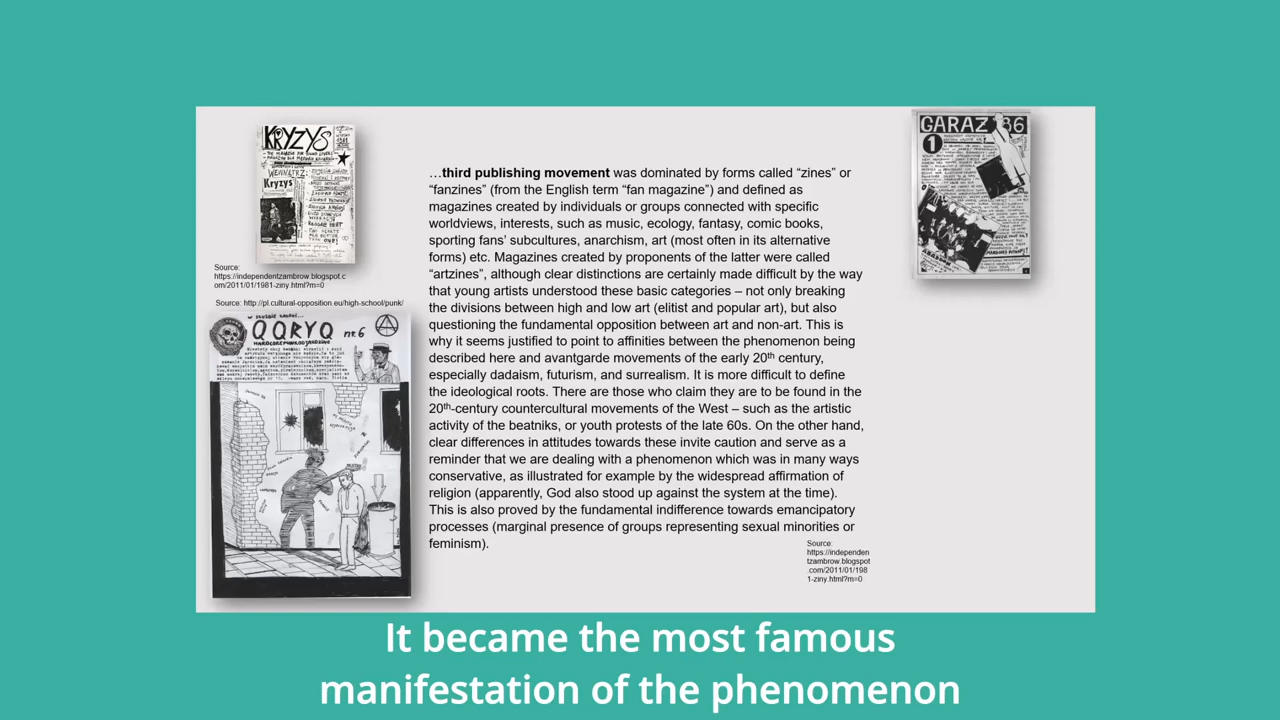 KRYZYS
Kryzys
Source:
https://independentzambrow.blogspot.c
om/2011/01/1981-ziny.html?m=0
Source: http://pl.cultural-opposition.eu/high-school/punk/
QQRYQ nr. 6
…third publishing movement was dominated by forms called “zines” or
“fanzines” (from the English term “fan magazine”) and defined as
magazines created by individuals or groups connected with specific
worldviews, interests, such as music, ecology, fantasy, comic books,
sporting fans’ subcultures, anarchism, art (most often in its alternative
forms) etc. Magazines created by proponents of the latter were called
“artzines”, although clear distinctions are certainly made difficult by the way
that young artists understood these basic categories – not only breaking
the divisions between high and low art (elitist and popular art), but also
questioning the fundamental opposition between art and non-art. This is
why it seems justified to point to affinities between the phenomenon being
described here and avantgarde movements of the early 20th century,
especially dadaism, futurism, and surrealism. It is more difficult to define
the ideological roots. There are those who claim they are to be found in the
20th-century countercultural movements of the West – such as the artistic
activity of the beatniks, or youth protests of the late 60s. On the other hand,
clear differences in attitudes towards these invite caution and serve as a
reminder that we are dealing with a phenomenon which was in many ways
conservative, as illustrated for example by the widespread affirmation of
religion (apparently, God also stood up against the system at the time).
This is also proved by the fundamental indifference towards emancipatory
processes (marginal presence of groups representing sexual minorities or
feminism).
GARAZ '86
1
Source:
https://independen
tzambrow.blogspot
.com/2011/01/198
1-ziny.html?m=0
It became the most famous
manifestation of the phenomenon